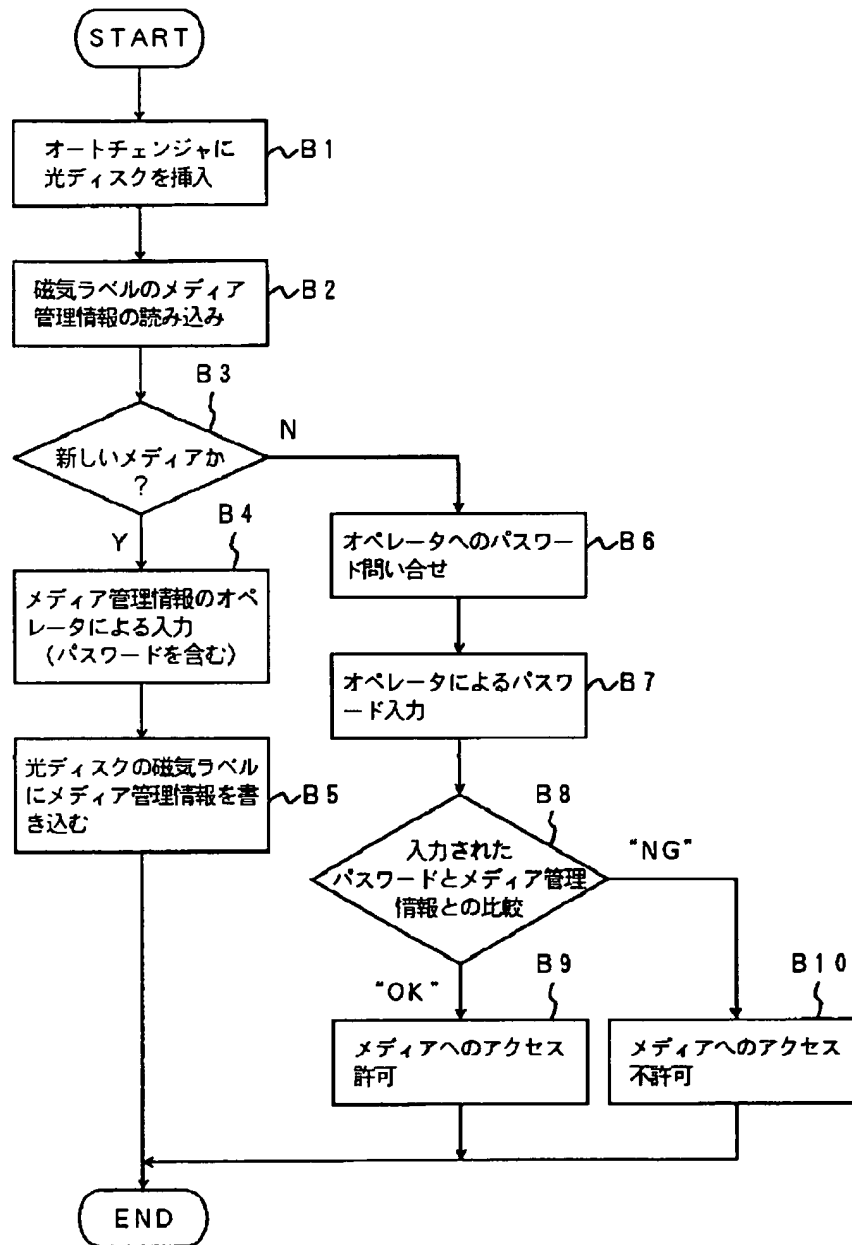 START
オートチェンジャに
光ディスクを挿入
B1
磁気ラベルのメディア
管理情報の読み込み
B2
B3
新しいメディアか
?
N
Y
B4
メディア管理情報のオペ
レータによる入力
(パスワードを含む)
光ディスクの磁気ラベル
にメディア管理情報を書
き込む
B5
オペレータへのパスワー
ド問い合せ
B6
オペレータによるパスワ
ード入力
B7
B8
入力された
パスワードとメディア管理
情報との比較
"NG"
"OK"
B9
メディアへのアクセス
許可
B10
メディアへのアクセス
不許可
END